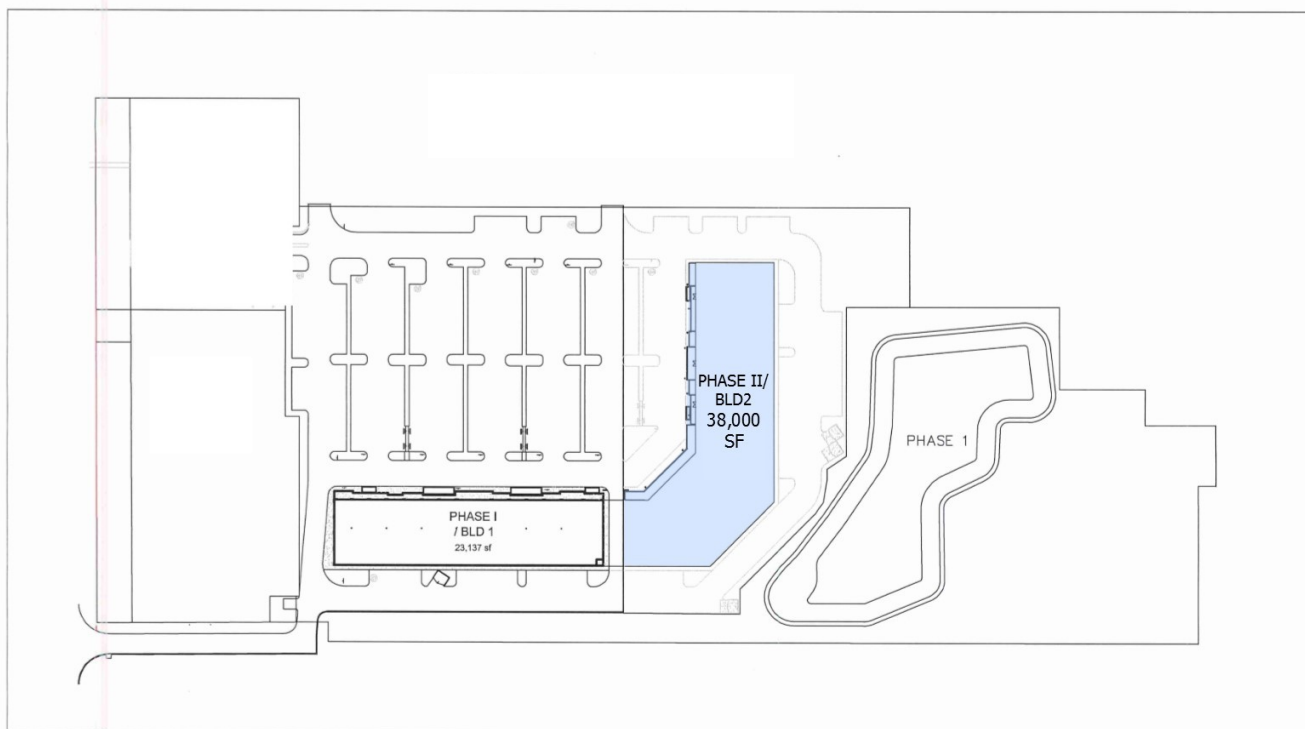 PHASE II/
BLD2
38,000
SF
PHASE 1
PHASE I
/ BLD 1
23,137 sf